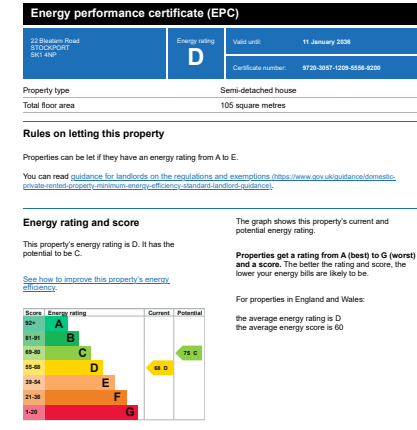 Energy performance certificate (EPC)
22 Bleatarn Road
STOCKPORT
SK1 4NP
Energy rating
D
Valid until: 11 January 2036
Certificate number: 9720-3057-1209-5556-9200
Property type Semi-detached house
Total floor area 105 square metres
Rules on letting this property
Properties can be let if they have an energy rating from A to E.
You can read guidance for landlords on the regulations and exemptions (https://www.gov.uk/guidance/domestic-
private-rented-property-minimum-energy-efficiency-standard-landlord-guidance).
Energy rating and score
This property's energy rating is D. It has the
potential to be C.
See how to improve this property's energy
efficiency.
Score Energy rating Current Potential
92+ A
81-91 B
69-80 C 75 C
55-68 D 68 D
39-54 E
21-38 F
1-20 G
The graph shows this property's current and
potential energy rating.
Properties get a rating from A (best) to G (worst)
and a score. The better the rating and score, the
lower your energy bills are likely to be.
For properties in England and Wales:
the average energy rating is D
the average energy score is 60